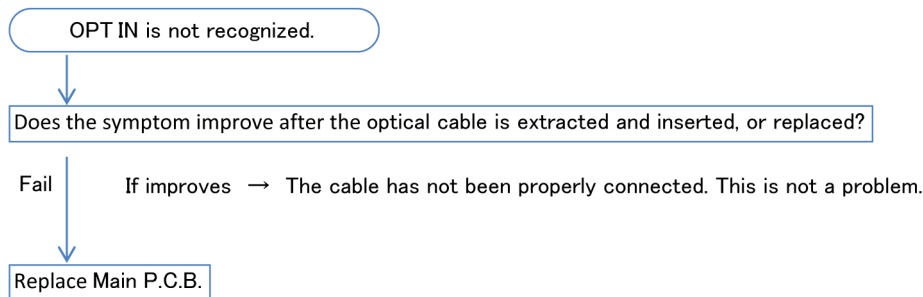 OPT IN is not recognized.
Does the symptom improve after the optical cable is extracted and inserted, or replaced?
Fail
If improves → The cable has not been properly connected. This is not a problem.
Replace Main P.C.B.